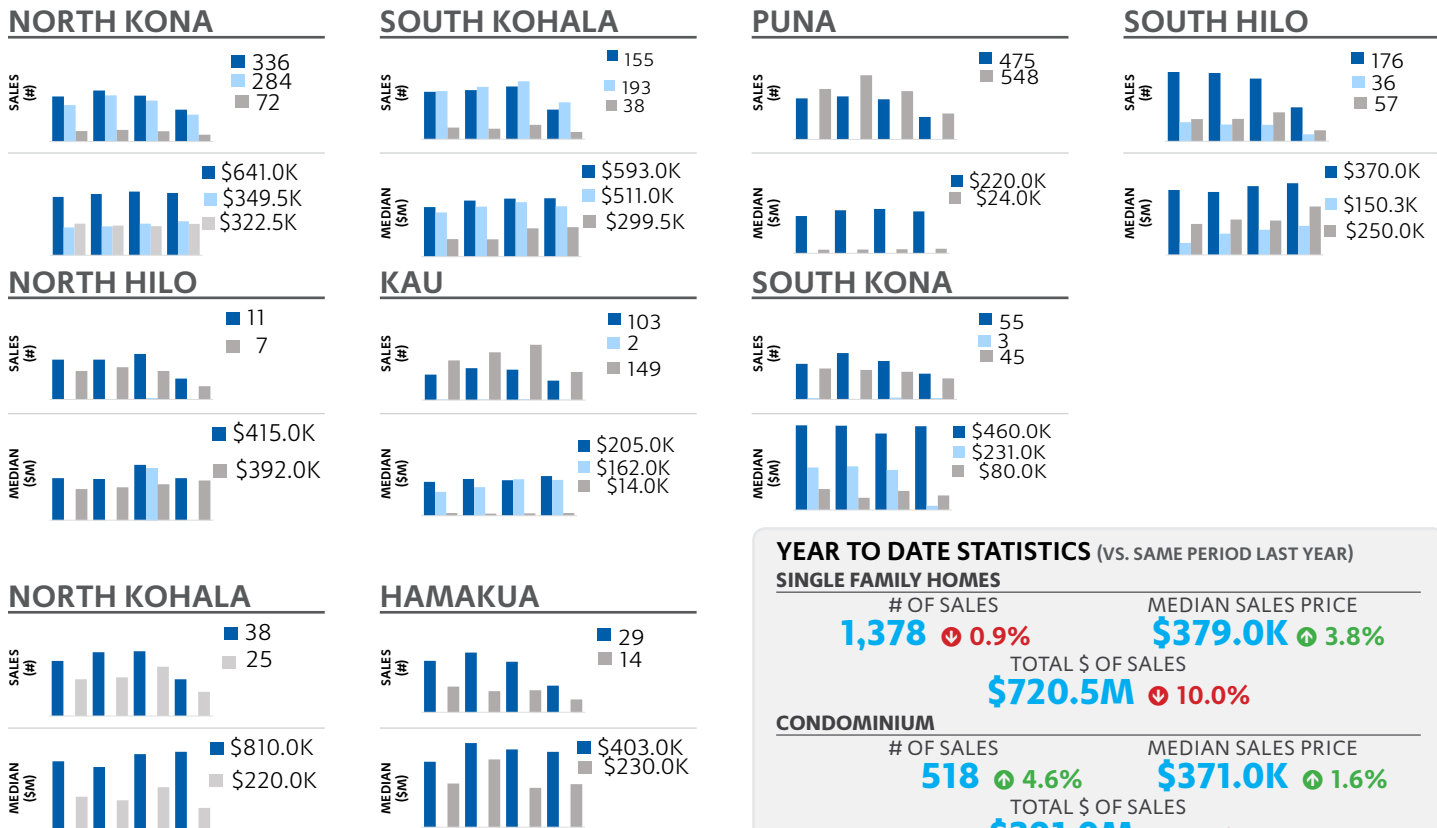 NORTH KONA
SALES (#)
336
284
72
$641.0K
$349.5K
$322.5K
SOUTH KOHALA
SALES (#)
155
193
38
MEDIAN ($M)
$593.0K
$511.0K
$299.5K
PUNA
SALES (#)
475
548
MEDIAN ($M)
$220.0K
$24.0K
SOUTH HILO
SALES (#)
176
36
57
MEDIAN ($M)
$370.0K
$150.3K
$250.0K
NORTH HILO
SALES (#)
11
7
MEDIAN ($M)
$415.0K
$392.0K
KAU
SALES (#)
103
2
149
MEDIAN ($M)
$205.0K
$162.0K
$14.0K
SOUTH KONA
SALES (#)
55
3
45
MEDIAN ($M)
$460.0K
$231.0K
$80.0K
NORTH KOHALA
SALES (#)
38
25
MEDIAN ($M)
$810.0K
$220.0K
HAMAKUA
SALES (#)
29
14
MEDIAN ($M)
$403.0K
$230.0K
YEAR TO DATE STATISTICS (VS. SAME PERIOD LAST YEAR)
SINGLE FAMILY HOMES
# OF SALES MEDIAN SALES PRICE
1,378 0.9% $379.0K 3.8%
TOTAL $ OF SALES
$720.5M 10.0%
CONDOMINIUM
# OF SALES MEDIAN SALES PRICE
518 4.6% $371.0K 1.6%
TOTAL $ OF SALES